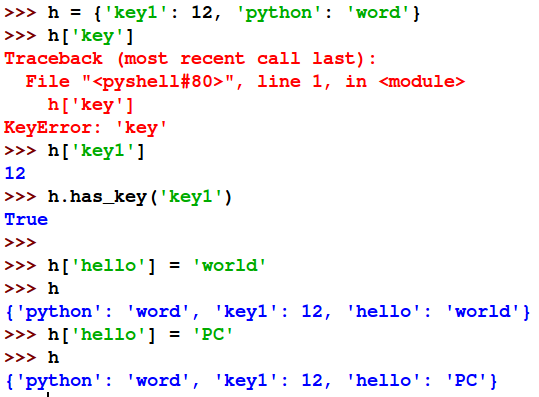 >>> h = {'key1': 12, 'python': 'word'}
>>> h['key']
Traceback (most recent call last):
  File "<pyshell#80>", line 1, in <module>
    h['key']
KeyError: 'key'
>>> h['key1']
12
>>> h.has_key('key1')
True
>>>
>>> h['hello'] = 'world'
>>> h
{'python': 'word', 'key1': 12, 'hello': 'world'}
>>> h['hello'] = 'PC'
>>> h
{'python': 'word', 'key1': 12, 'hello': 'PC'}